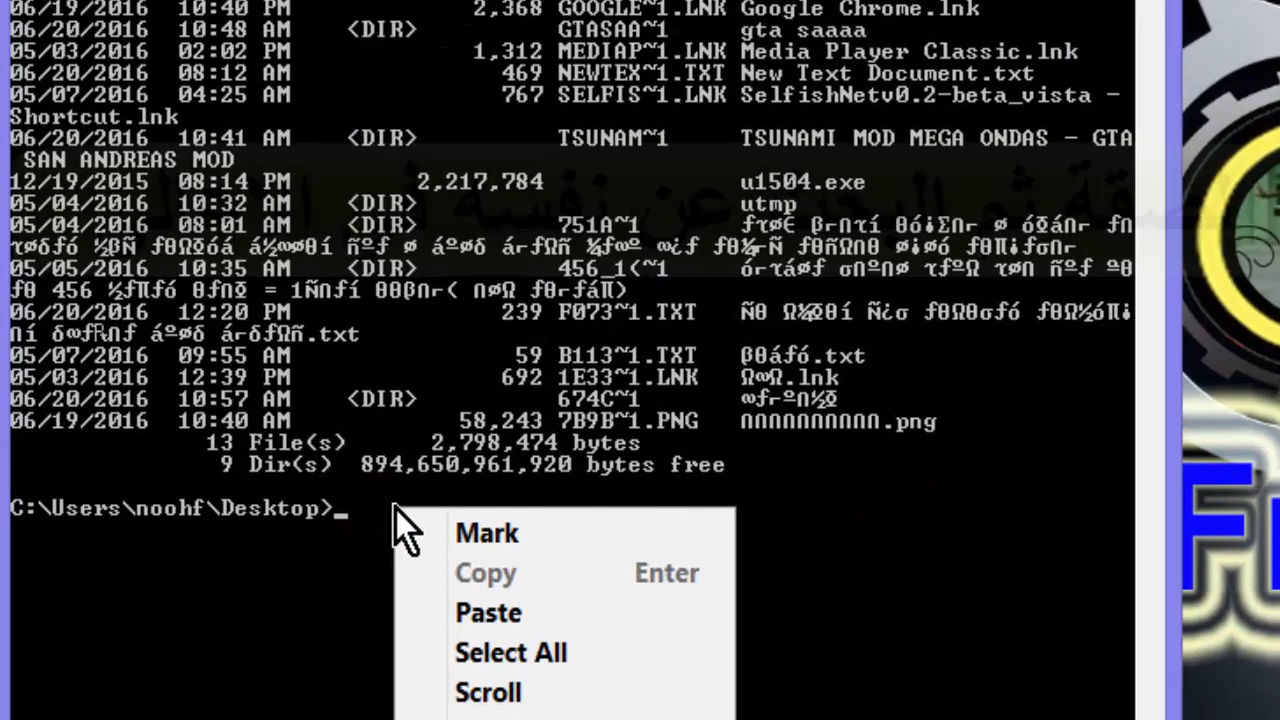 06/19/2016  10:40 PM             2,368 GOOGLE~1.LNK Google Chrome.lnk
06/20/2016  10:48 AM    <DIR>          GTASAA~1     gta saaaa
05/03/2016  02:02 PM             1,312 MEDIAP~1.LNK Media Player Classic.lnk
06/20/2016  08:12 AM               469 NEWTEX~1.TXT New Text Document.txt
05/07/2016  04:25 AM               767 SELFIS~1.LNK SelfishNetv0.2-beta_vista -
Shortcut.lnk
06/20/2016  10:41 AM    <DIR>          TSUNAM~1     TSUNAMI MOD MEGA ONDAS - GTA
SAN ANDREAS MOD
12/19/2015  08:14 PM         2,217,784              u1504.exe
05/04/2016  10:32 AM    <DIR>                       utmp
05/04/2016  08:01 AM    <DIR>          751A~1
05/05/2016  10:35 AM    <DIR>          456_1(~1
06/20/2016  12:20 PM               239 F073~1.TXT
.txt
05/07/2016  09:55 AM                59 B113~1.TXT   βθáfó.txt
05/03/2016  12:39 PM               692 1E33~1.LNK   Ω∞Ω.lnk
06/20/2016  10:57 AM    <DIR>          674C~1
06/19/2016  10:40 AM            58,243 7B9B~1.PNG   ∩∩∩∩∩∩∩∩∩∩.png
13 File(s)      2,798,474 bytes
9 Dir(s)  894,650,961,920 bytes free
C:\Users\noohf\Desktop>_
Mark
Copy Enter
Paste
Select All
Scroll